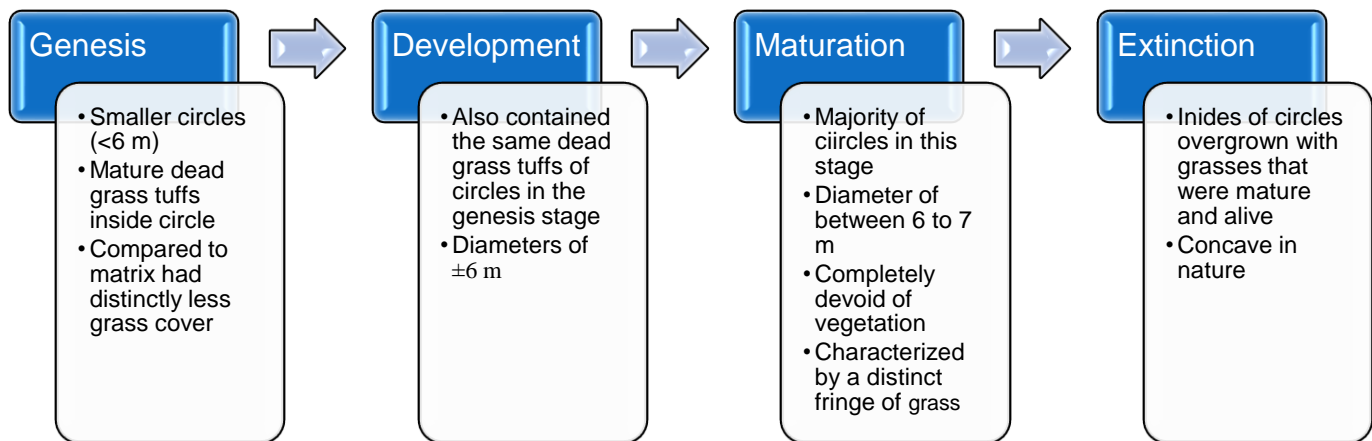 Genesis
• Smaller circles
(<6 m)
• Mature dead
grass tuffs
inside circle
• Compared to
matrix had
distinctly less
grass cover
Development
• Also contained
the same dead
grass tuffs of
circles in the
genesis stage
• Diameters of
±6 m
Maturation
• Majority of
ciircles in this
stage
• Diameter of
between 6 to 7
m
• Completely
devoid of
vegetation
• Characterized
by a distinct
fringe of grass
Extinction
• Inides of circles
overgrown with
grasses that
were mature
and alive
• Concave in
nature